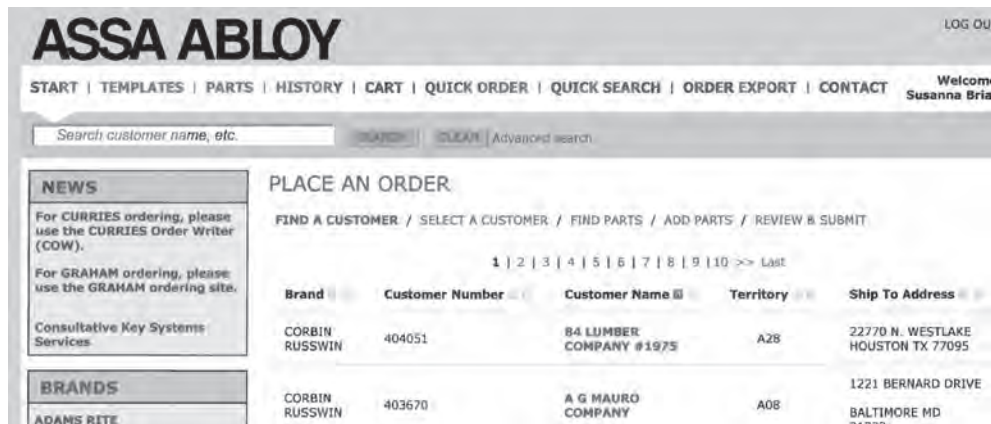 ASSA ABLOY
LOG OU
START | TEMPLATES | PARTS | HISTORY | CART | QUICK ORDER | QUICK SEARCH | ORDER EXPORT | CONTACT
Welcome
Susanna Bria
Search customer name, etc.
SEARCH | CLEAR | Advanced search
NEWS
For CURRIES ordering, please
use the CURRIES Order Writer
(COW).
For GRAHAM ordering, please
use the GRAHAM ordering site.
Consultative Key Systems
Services
BRANDS
ADAMS RITE
PLACE AN ORDER
FIND A CUSTOMER / SELECT A CUSTOMER / FIND PARTS / ADD PARTS / REVIEW & SUBMIT
1 | 2 | 3 | 4 | 5 | 6 | 7 | 8 | 9 | 10 >> Last
Brand Customer Number Customer Name Territory Ship To Address
CORBIN
RUSSWIN
404051
84 LUMBER
COMPANY #1975
A28
22770 N. WESTLAKE
HOUSTON TX 77095
CORBIN
RUSSWIN
403670
A G MAURO
COMPANY
A08
1221 BERNARD DRIVE
BALTIMORE MD